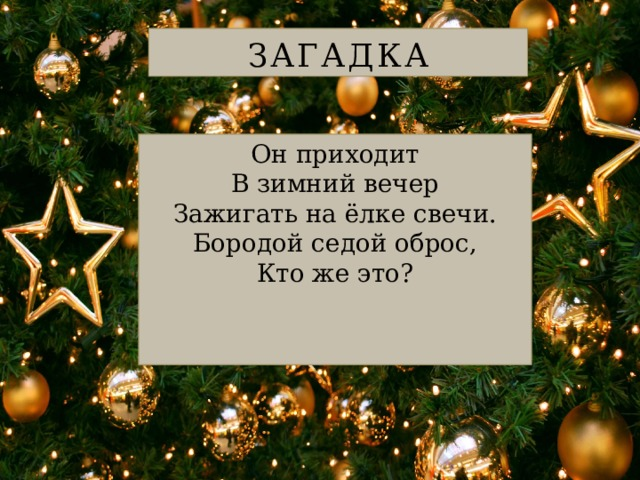 ЗАГАДКА
Он приходит
В зимний вечер
Зажигать на ёлке свечи.
Бородой седой оброс,
Кто же это?